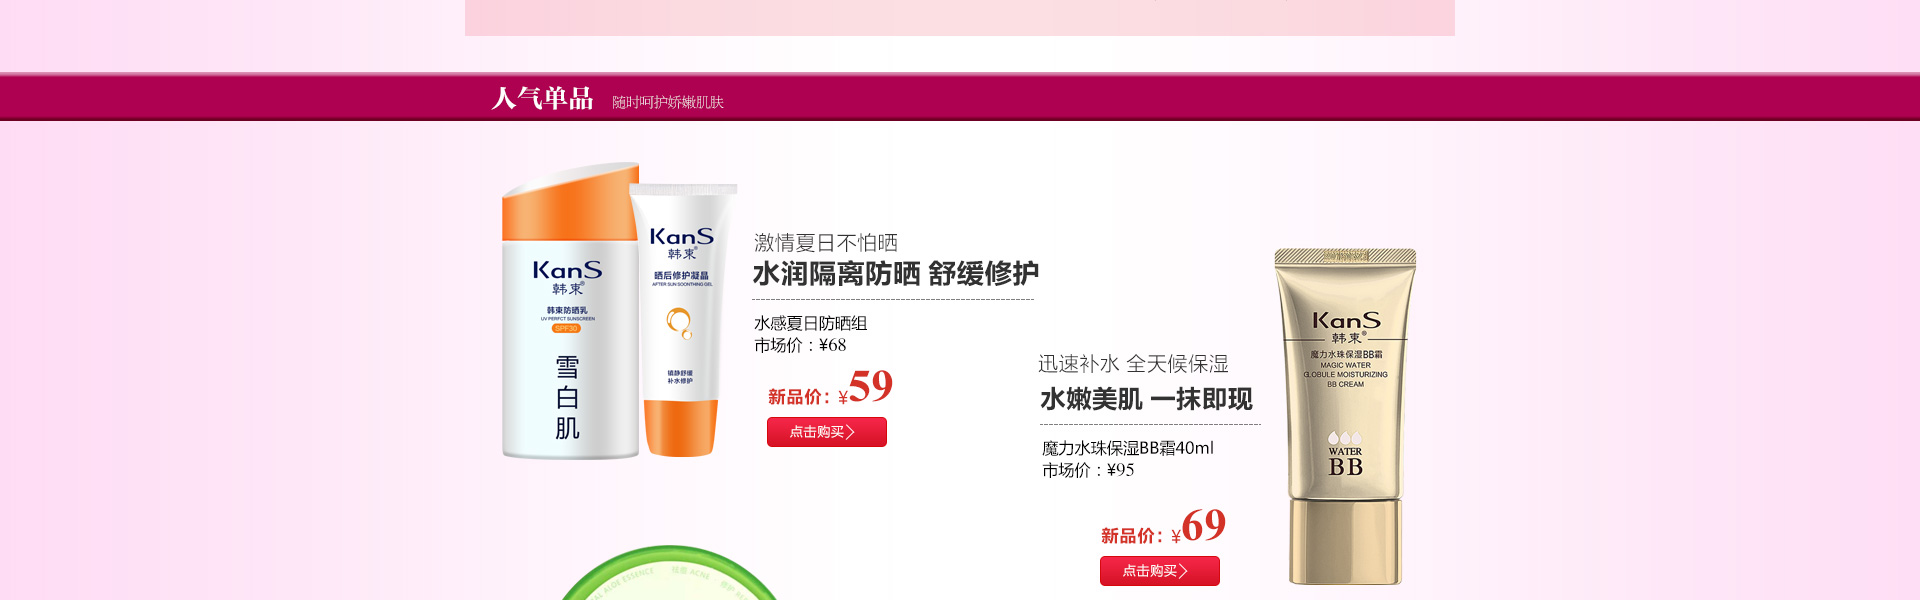 人气单品 随时呵护娇嫩肌肤
KanS
韩束®
韩束防晒乳
UV PERFCT SUNSCREEN
SPF30
雪
白
肌
KanS
韩束®
晒后修护凝晶
AFTER SUN SOONTHING GEL
镇静舒缓
补水修护
激情夏日不怕晒
水润隔离防晒 舒缓修护
水感夏日防晒组
市场价：¥68
新品价：¥59
点击购买
迅速补水 全天候保湿
水嫩美肌 一抹即现
魔力水珠保湿BB霜40ml
市场价：¥95
新品价：¥69
点击购买
KanS
韩束®
魔力水珠保湿BB霜
MAGIC WATER
GLOBULE MOISTURIZING
BB CREAM
WATER
BB
ALOE ESSENCE
祛痘·ACNE